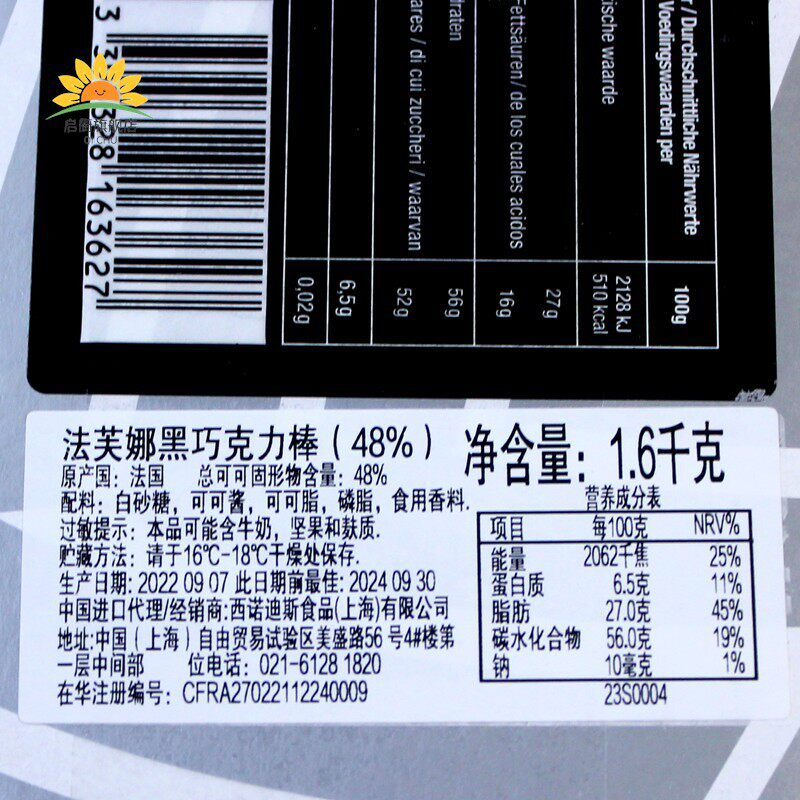 启爵旗舰店
QI JUE
3 328 163627
r / Durchschnittliche Nährwerte
Voedingswaarden per
100g
ische waarde
2128 kJ
510 kcal
27g
Fettsäuren / de los cuales acidos
16g
draten
56g
ares / di cui zuccheri / waarvan
52g
6,5g
0,02g
法芙娜黑巧克力棒（48%）净含量：1.6千克
原产国：法国 总可可固形物含量：48%
配料：白砂糖，可可酱，可可脂，磷脂，食用香料.
过敏提示：本品可能含牛奶，坚果和麸质.
贮藏方法：请于16℃-18℃干燥处保存.
生产日期: 2022 09 07 此日期前最佳: 2024 09 30
中国进口代理/经销商:西诺迪斯食品(上海)有限公司
地址:中国（上海）自由贸易试验区美盛路56 号4#楼第
一层中间部 位电话：021-6128 1820
在华注册编号：CFRA27022112240009
营养成分表
项目 每100克 NRV%
能量 2062千焦 25%
蛋白质 6.5克 11%
脂肪 27.0克 45%
碳水化合物 56.0克 19%
钠 10毫克 1%
23S0004